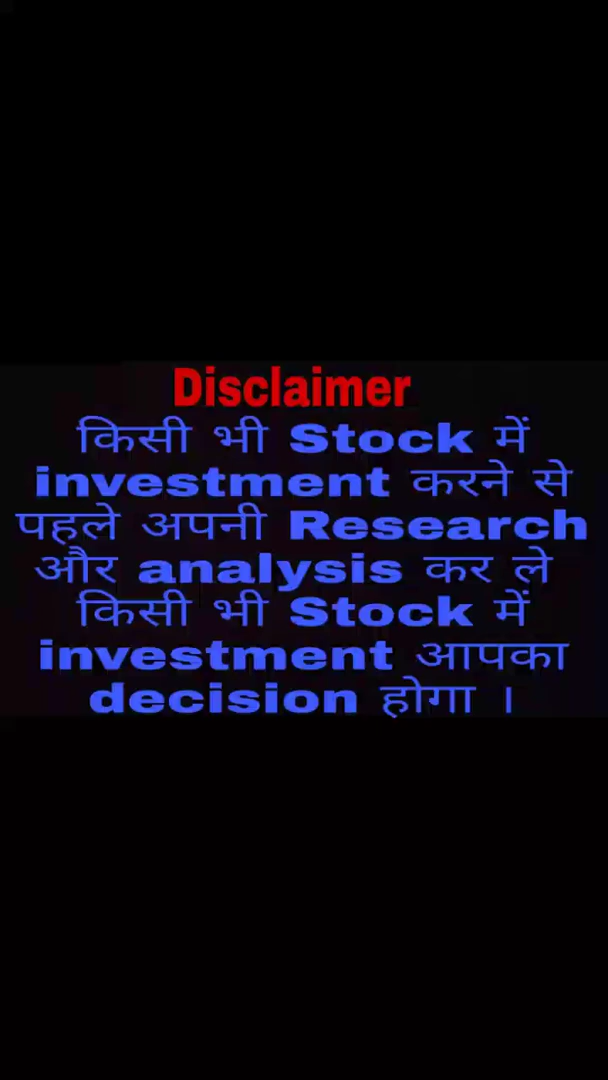 Disclaimer
किसी भी Stock में
investment करने से
पहले अपनी Research
और analysis कर ले
किसी भी Stock में
investment आपका
decision होगा ।